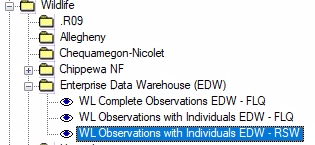 Wildlife
.R09
Allegheny
Chequamegon-Nicolet
Chippewa NF
Enterprise Data Warehouse (EDW)
WL Complete Observations EDW - FLQ
WL Observations with Individuals EDW - FLQ
WL Observations with Individuals EDW - RSW